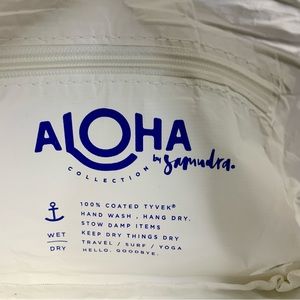 ALOHA
COLLECTION
by Samudra.
100% COATED TYVEK®
HAND WASH, HANG DRY.
STOW DAMP ITEMS
KEEP DRY THINGS DRY
TRAVEL / SURF / YOGA
HELLO. GOODBYE.
WET
DRY